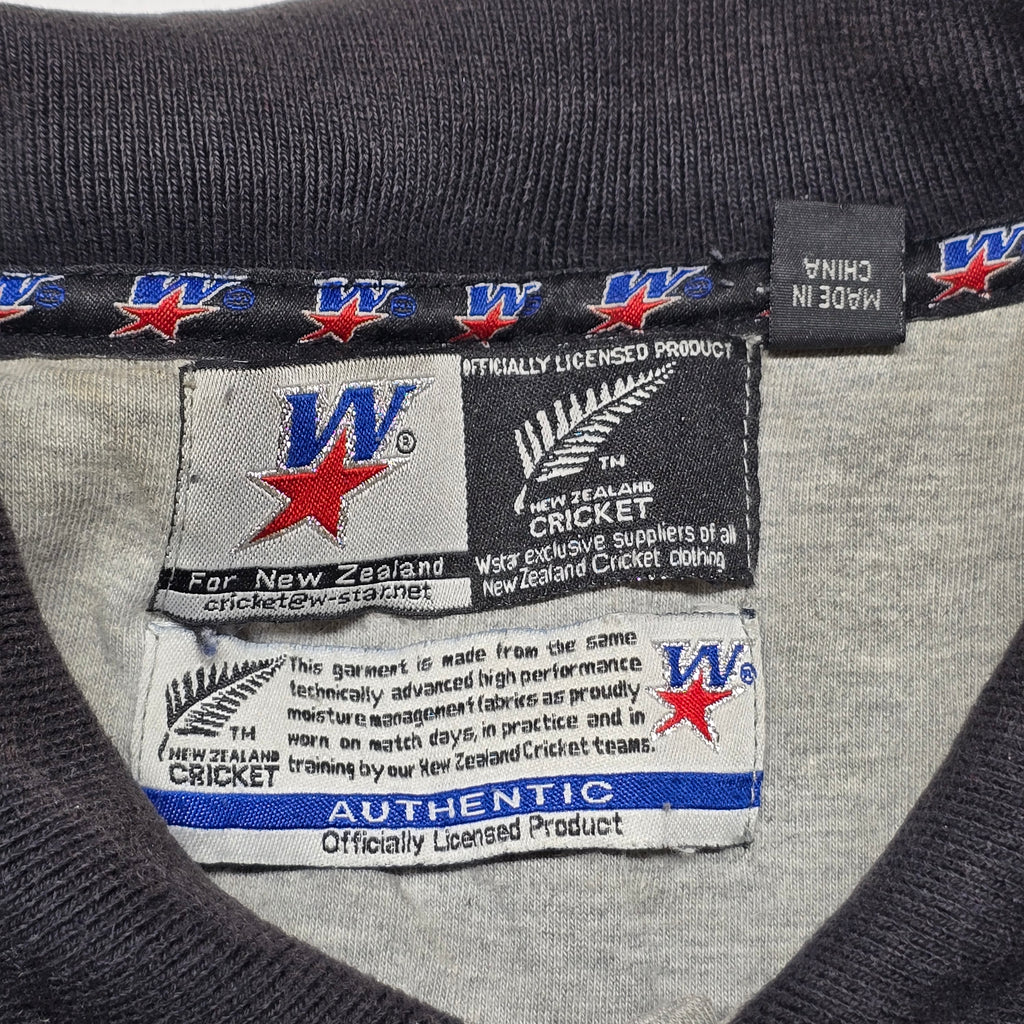 MADE IN
CHINA
W
W
W
W
W
W
W®
For New Zealand
cricket@w-star.net
OFFICIALLY LICENSED PRODUCT
TM
NEW ZEALAND
CRICKET
Wstar exclusive suppliers of all
New Zealand Cricket clothing
TM
NEW ZEALAND
CRICKET
This garment is made from the same
technically advanced high performance
moisture management fabrics as proudly
worn on match days, in practice and in
training by our New Zealand Cricket teams.
W®
AUTHENTIC
Officially Licensed Product